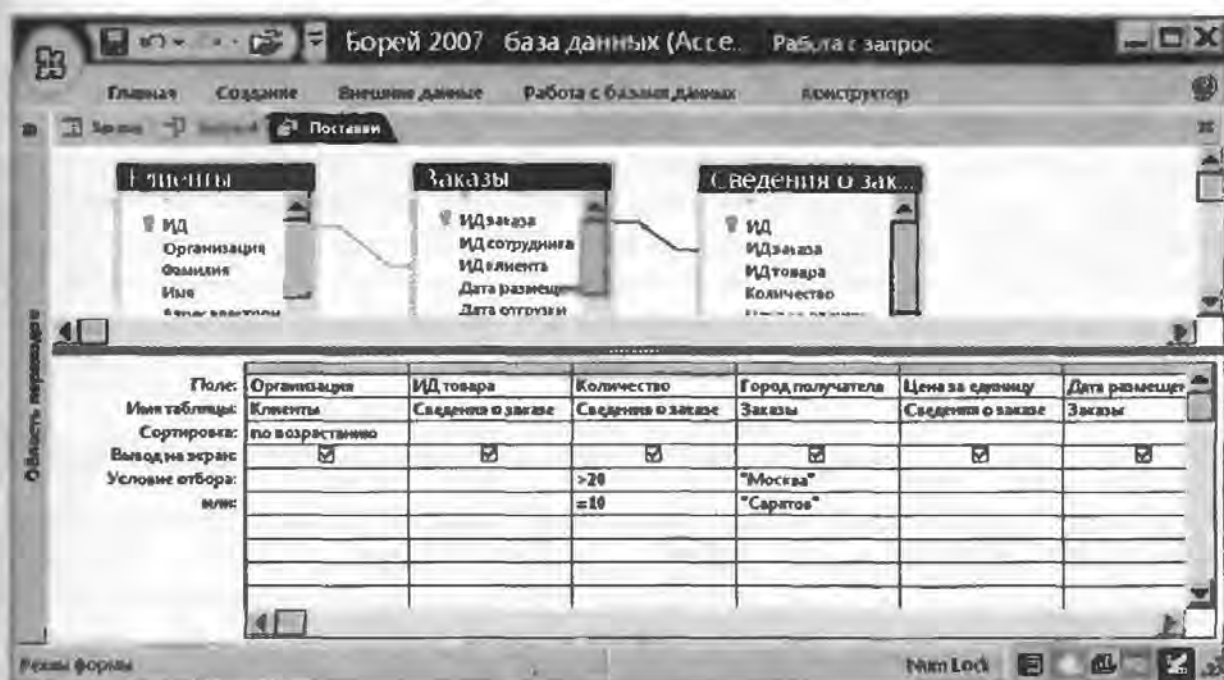 Борей 2007 база данных (Acce... Работа с запрос
Главная Создание Внешние данные Работа с базами данных Конструктор
Поставки
Клиенты Заказы Сведения о зак...
ИД ИД заказа ИД
Организация ИД сотрудника ИД заказа
Фамилия ИД клиента ИД товара
Имя Дата размеще Количество
Дата отгрузки
Область переходов
Поле: Организация ИД товара Количество Город получателя Цена за единицу Дата размещен
Имя таблицы: Клиенты Сведения о заказе Сведения о заказе Заказы Сведения о заказе Заказы
Сортировка: по возрастанию
Вывод на экран:
Условие отбора: >20 "Москва"
или: =10 "Саратов"
Режим формы Num Lock